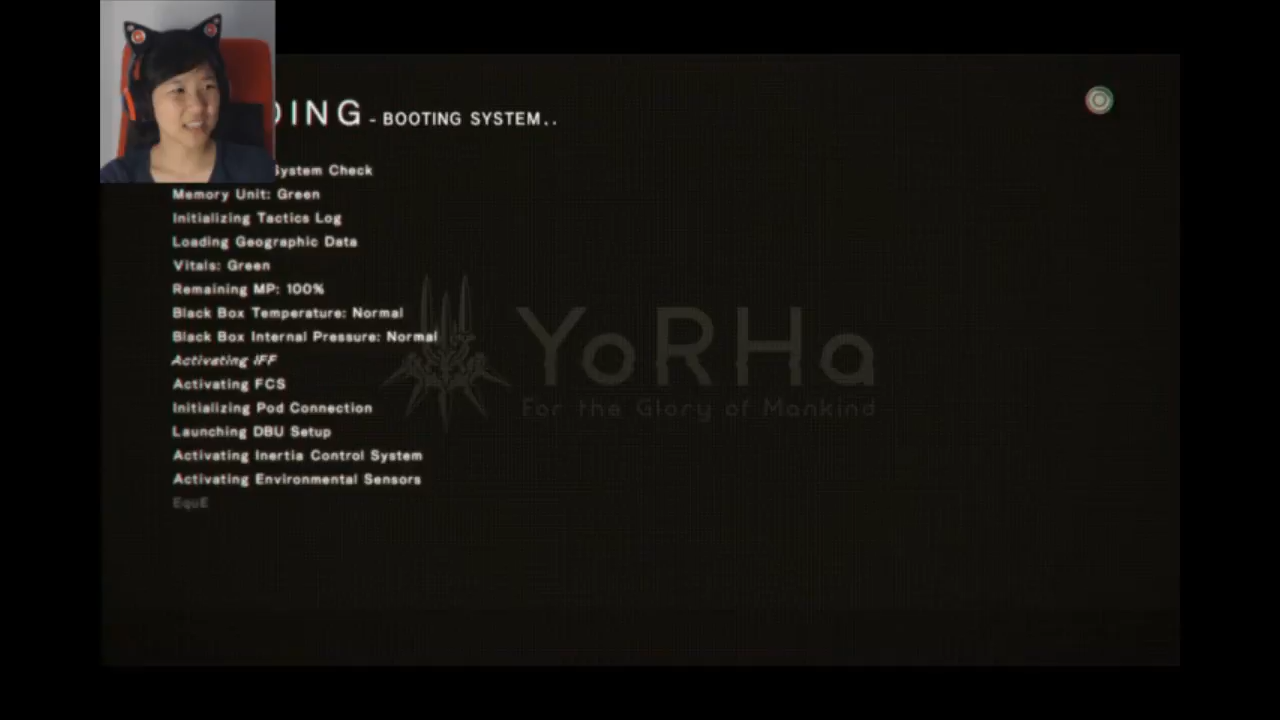 DING - BOOTING SYSTEM..
System Check
Memory Unit: Green
Initializing Tactics Log
Loading Geographic Data
Vitals: Green
Remaining MP: 100%
Black Box Temperature: Normal
Black Box Internal Pressure: Normal
Activating IFF
Activating FCS
Initializing Pod Connection
Launching DBU Setup
Activating Inertia Control System
Activating Environmental Sensors
EquE
YoRHa
For the Glory of Mankind